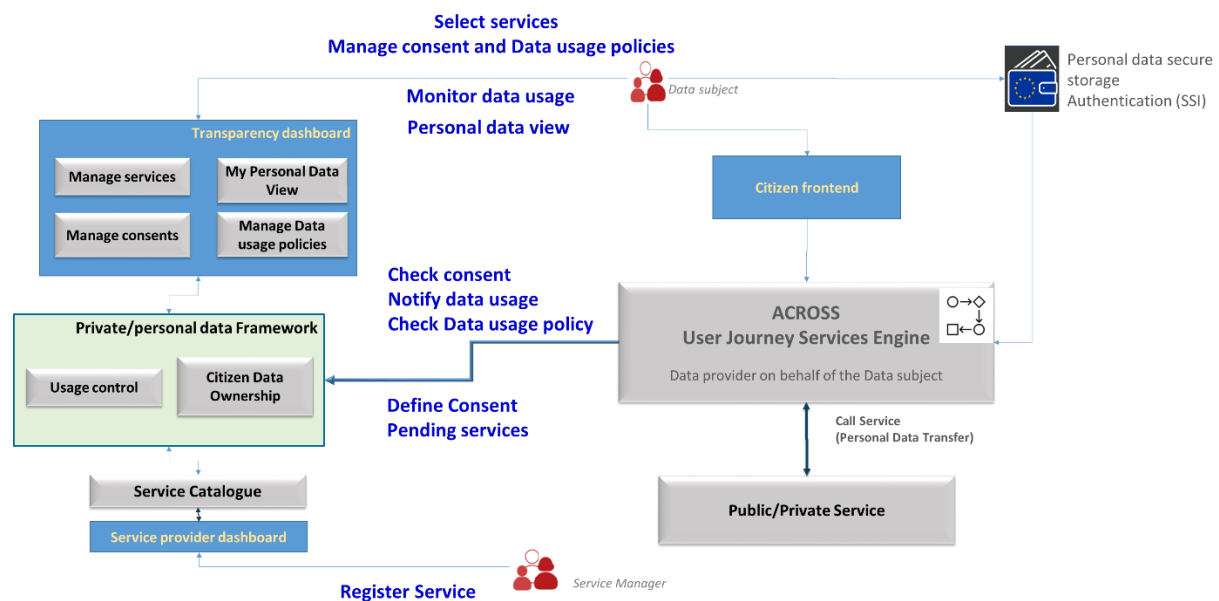 Select services
Manage consent and Data usage policies
Data subject
Personal data secure
storage
Authentication (SSI)
Monitor data usage
Personal data view
Transparency dashboard
Manage services
My Personal Data
View
Manage consents
Manage Data
usage policies
Citizen frontend
Check consent
Notify data usage
Check Data usage policy
ACROSS
User Journey Services Engine
Data provider on behalf of the Data subject
Private/personal data Framework
Usage control
Citizen Data
Ownership
Define Consent
Pending services
Call Service
(Personal Data Transfer)
Service Catalogue
Public/Private Service
Service provider dashboard
Register Service
Service Manager